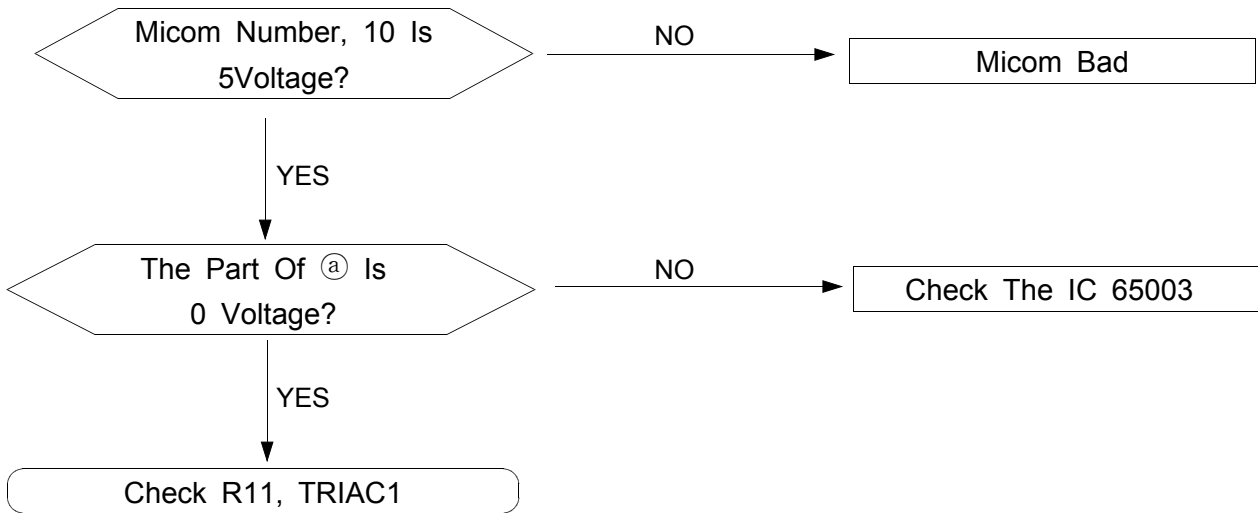 Micom Number, 10 Is
5Voltage?
NO
Micom Bad
YES
The Part Of ⓐ Is
0 Voltage?
NO
Check The IC 65003
YES
Check R11, TRIAC1